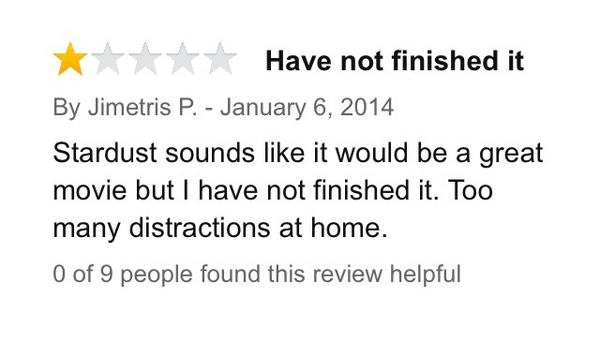 Have not finished it
By Jimetris P. - January 6, 2014
Stardust sounds like it would be a great
movie but I have not finished it. Too
many distractions at home.
0 of 9 people found this review helpful